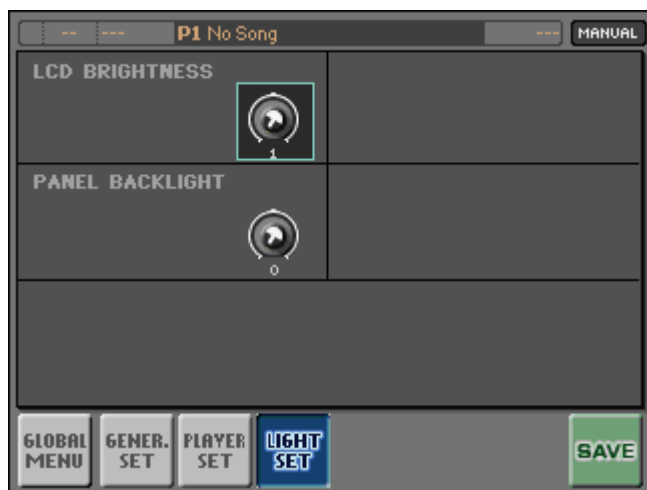 -- --- P1 No Song --- MANUAL
LCD BRIGHTNESS
1
PANEL BACKLIGHT
0
GLOBAL MENU
GENER. SET
PLAYER SET
LIGHT SET
SAVE